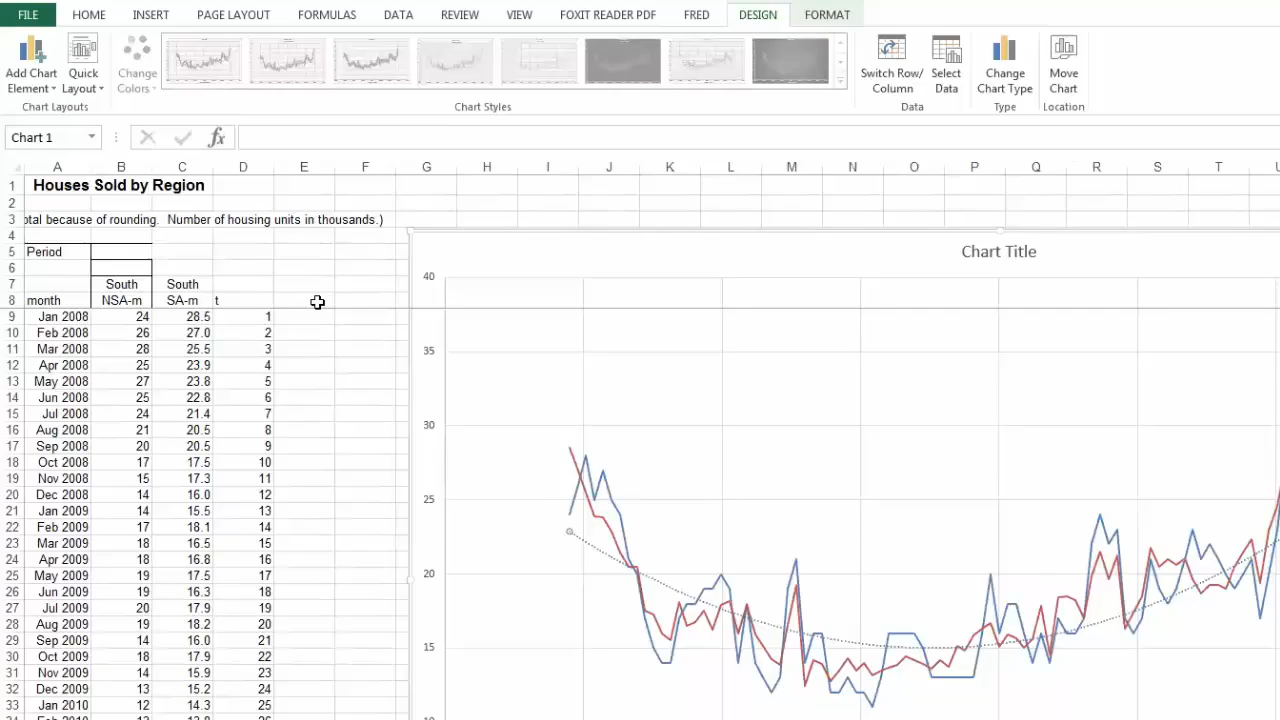 FILE HOME INSERT PAGE LAYOUT FORMULAS DATA REVIEW VIEW FOXIT READER PDF FRED DESIGN FORMAT
Add Chart Element
Quick Layout
Change Colors
Switch Row/ Column
Select Data
Change Chart Type
Move Chart
Chart Layouts Chart Styles Data Type Location
Chart 1 fx
A B C D E F G H I J K L M N O P Q R S T
1 Houses Sold by Region
2
3 otal because of rounding. Number of housing units in thousands.)
4
5 Period
6
7 South South
8 month NSA-m SA-m t
9 Jan 2008 24 28.5 1
10 Feb 2008 26 27.0 2
11 Mar 2008 28 25.5 3
12 Apr 2008 25 23.9 4
13 May 2008 27 23.8 5
14 Jun 2008 25 22.8 6
15 Jul 2008 24 21.4 7
16 Aug 2008 21 20.5 8
17 Sep 2008 20 20.5 9
18 Oct 2008 17 17.5 10
19 Nov 2008 15 17.3 11
20 Dec 2008 14 16.0 12
21 Jan 2009 14 15.5 13
22 Feb 2009 17 18.1 14
23 Mar 2009 18 16.5 15
24 Apr 2009 18 16.8 16
25 May 2009 19 17.5 17
26 Jun 2009 19 16.3 18
27 Jul 2009 20 17.9 19
28 Aug 2009 19 18.2 20
29 Sep 2009 14 16.0 21
30 Oct 2009 18 17.9 22
31 Nov 2009 14 15.9 23
32 Dec 2009 13 15.2 24
33 Jan 2010 12 14.3 25
Chart Title
40
35
30
25
20
15
10